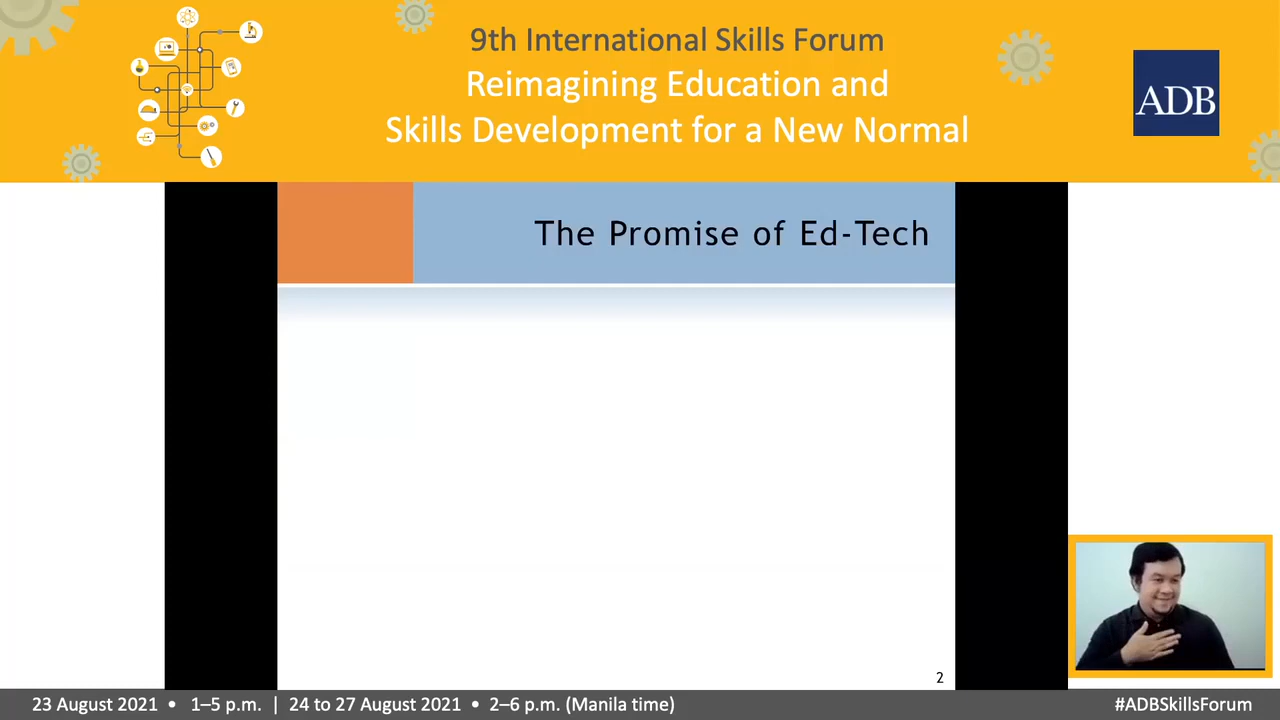 9th International Skills Forum
Reimagining Education and
Skills Development for a New Normal
ADB
The Promise of Ed-Tech
2
23 August 2021 • 1–5 p.m. | 24 to 27 August 2021 • 2–6 p.m. (Manila time)
#ADBSkillsForum